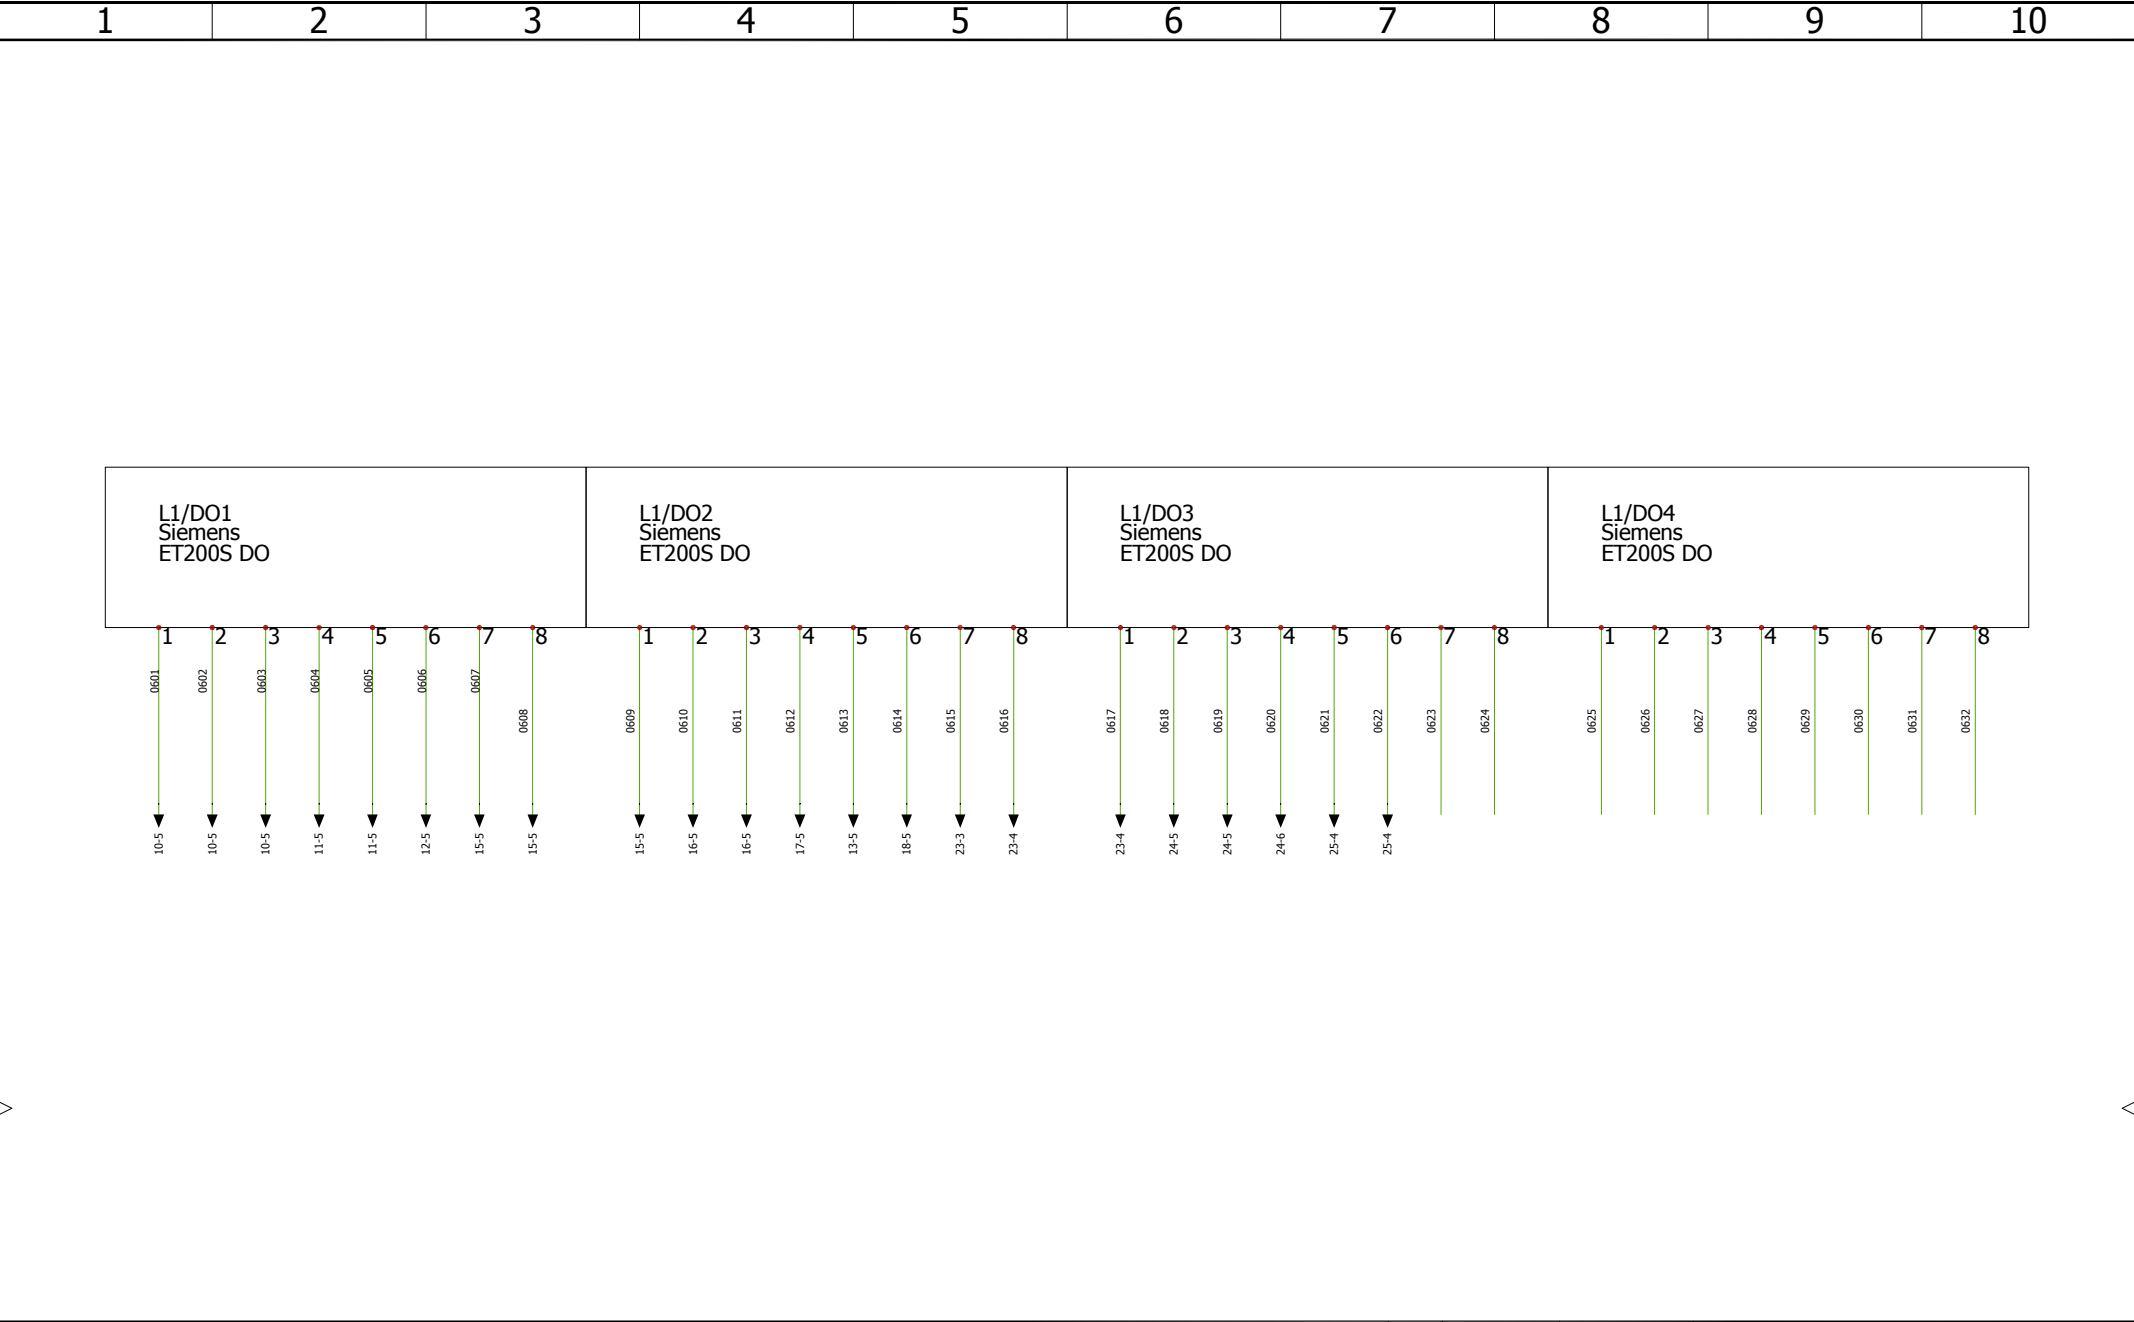 1 2 3 4 5 6 7 8 9 10
L1/DO1
Siemens
ET200S DO
L1/DO2
Siemens
ET200S DO
L1/DO3
Siemens
ET200S DO
L1/DO4
Siemens
ET200S DO
1 2 3 4 5 6 7 8
1 2 3 4 5 6 7 8
1 2 3 4 5 6 7 8
1 2 3 4 5 6 7 8
0601 0602 0603 0604 0605 0606 0607 0608
0609 0610 0611 0612 0613 0614 0615 0616
0617 0618 0619 0620 0621 0622 0623 0624
0625 0626 0627 0628 0629 0630 0631 0632
10-5 10-5 10-5 11-5 11-5 12-5 15-5 15-5
15-5 16-5 16-5 17-5 13-5 18-5 23-3 23-4
23-4 24-5 24-5 24-6 25-4 25-4